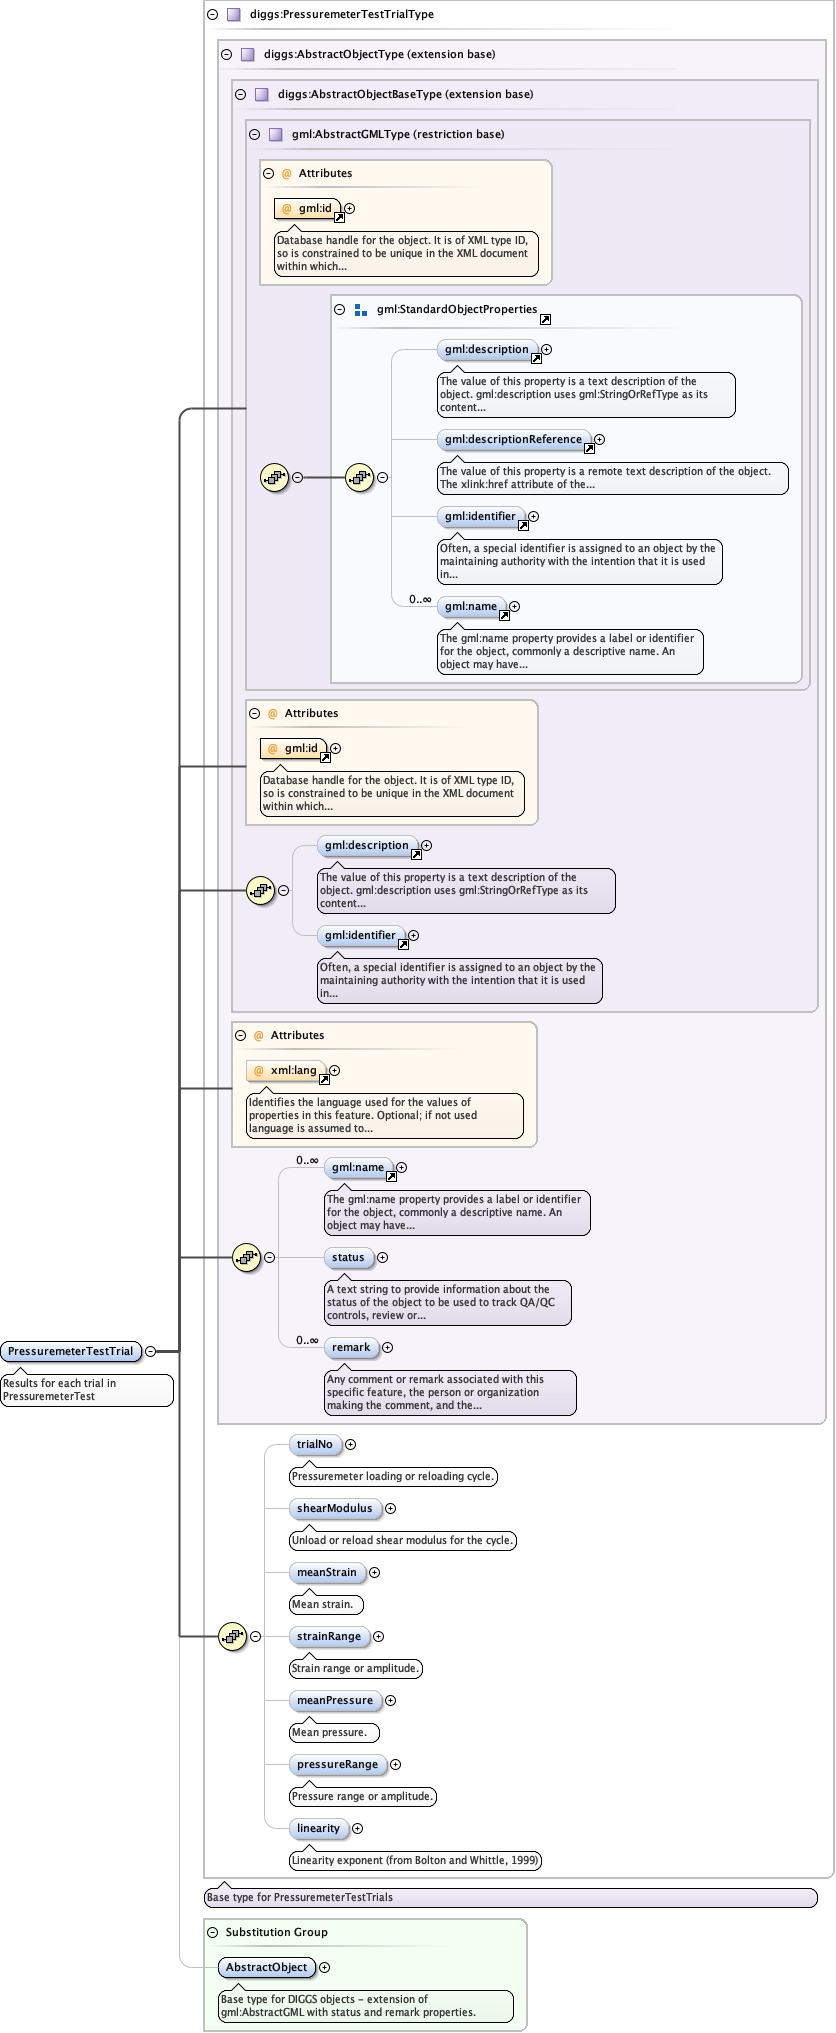 diggs:PressuremeterTestTrialType
diggs:AbstractObjectType (extension base)
diggs:AbstractObjectBaseType (extension base)
gml:AbstractGMLType (restriction base)
@ Attributes
@ gml:id
Database handle for the object. It is of XML type ID,
so is constrained to be unique in the XML document
within which...
gml:StandardObjectProperties
gml:description
The value of this property is a text description of the
object. gml:description uses gml:StringOrRefType as its
content...
gml:descriptionReference
The value of this property is a remote text description of the object.
The xlink:href attribute of the...
gml:identifier
Often, a special identifier is assigned to an object by the
maintaining authority with the intention that it is used
in...
0..∞
gml:name
The gml:name property provides a label or identifier
for the object, commonly a descriptive name. An
object may have...
@ Attributes
@ gml:id
Database handle for the object. It is of XML type ID,
so is constrained to be unique in the XML document
within which...
gml:description
The value of this property is a text description of the
object. gml:description uses gml:StringOrRefType as its
content...
gml:identifier
Often, a special identifier is assigned to an object by the
maintaining authority with the intention that it is used
in...
@ Attributes
@ xml:lang
Identifies the language used for the values of
properties in this feature. Optional; if not used
language is assumed to...
0..∞
gml:name
The gml:name property provides a label or identifier
for the object, commonly a descriptive name. An
object may have...
status
A text string to provide information about the
status of the object to be used to track QA/QC
controls, review or...
0..∞
remark
Any comment or remark associated with this
specific feature, the person or organization
making the comment, and the...
PressuremeterTestTrial
Results for each trial in
PressuremeterTest
trialNo
Pressuremeter loading or reloading cycle.
shearModulus
Unload or reload shear modulus for the cycle.
meanStrain
Mean strain.
strainRange
Strain range or amplitude.
meanPressure
Mean pressure.
pressureRange
Pressure range or amplitude.
linearity
Linearity exponent (from Bolton and Whittle, 1999)
Base type for PressuremeterTestTrials
Substitution Group
AbstractObject
Base type for DIGGS objects - extension of
gml:AbstractGML with status and remark properties.